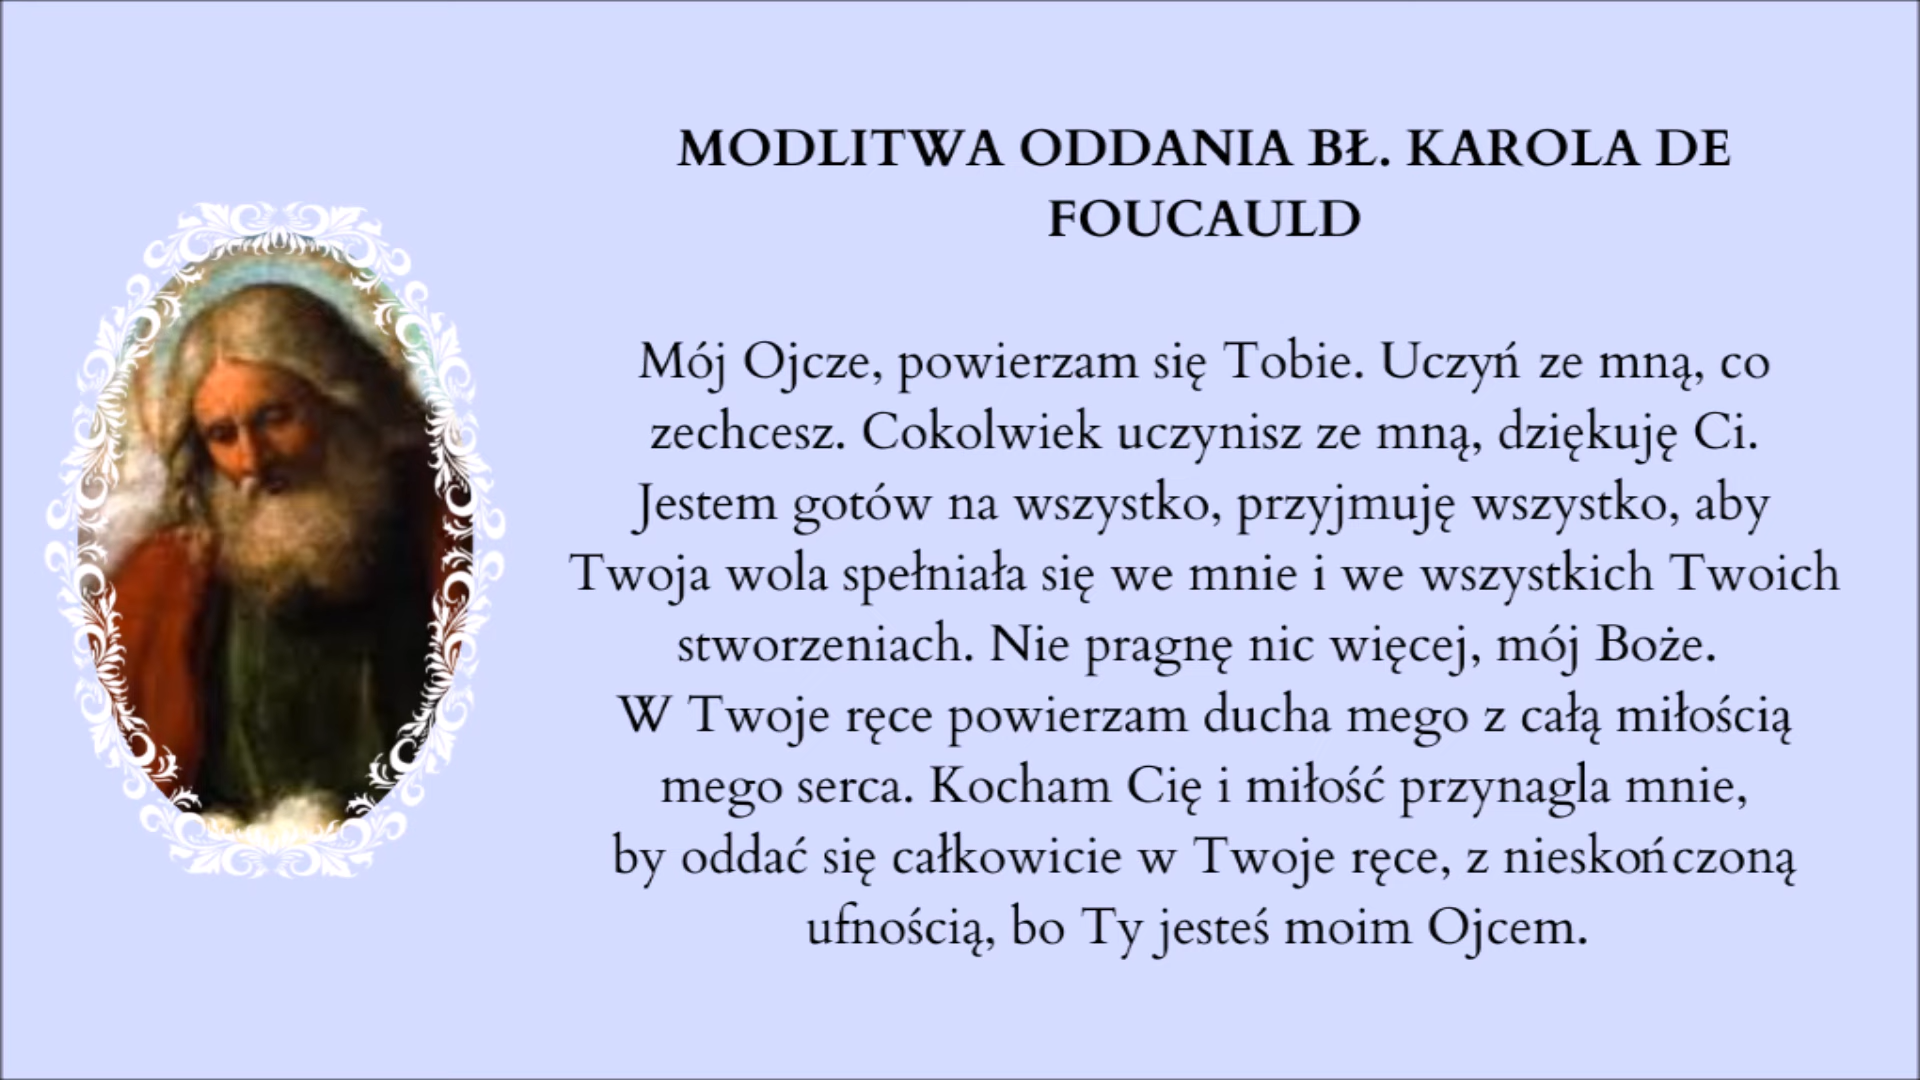 MODLITWA ODDANIA BŁ. KAROLA DE
FOUCAULD
Mój Ojcze, powierzam się Tobie. Uczyń ze mną, co
zechcesz. Cokolwiek uczynisz ze mną, dziękuję Ci.
Jestem gotów na wszystko, przyjmuję wszystko, aby
Twoja wola spełniała się we mnie i we wszystkich Twoich
stworzeniach. Nie pragnę nic więcej, mój Boże.
W Twoje ręce powierzam ducha mego z całą miłością
mego serca. Kocham Cię i miłość przynagla mnie,
by oddać się całkowicie w Twoje ręce, z nieskończoną
ufnością, bo Ty jesteś moim Ojcem.